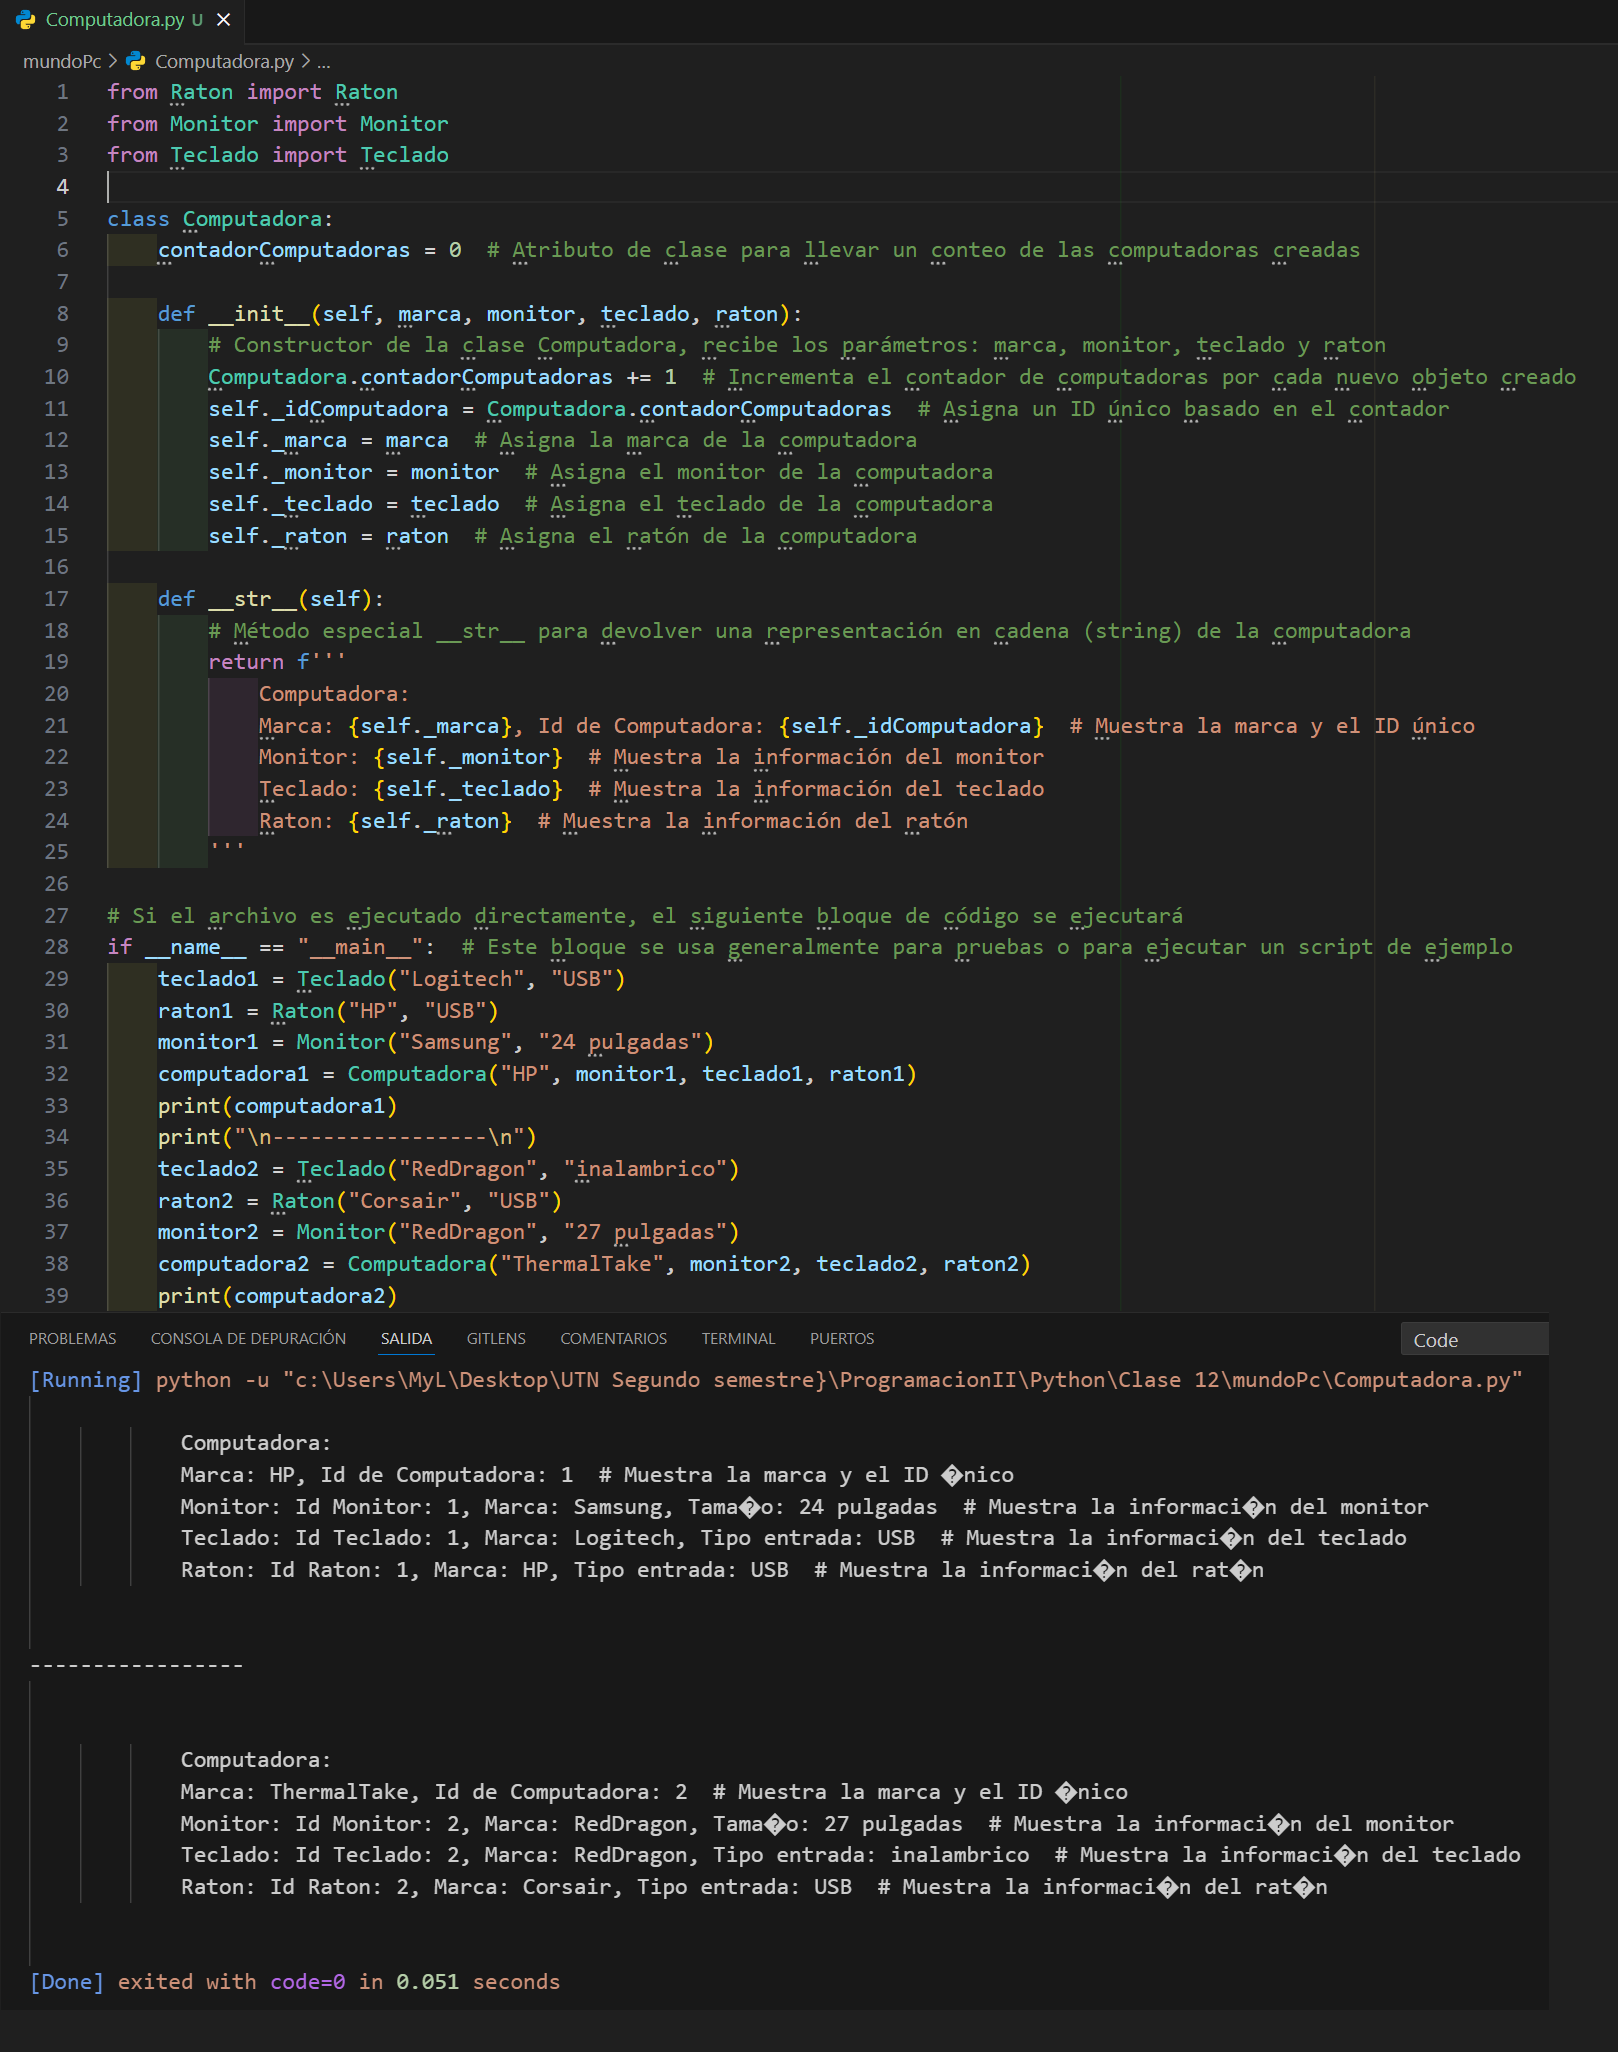 Computadora.py U
mundoPc > Computadora.py > ...
1 from Raton import Raton
2 from Monitor import Monitor
3 from Teclado import Teclado
4
5 class Computadora:
6     contadorComputadoras = 0  # Atributo de clase para llevar un conteo de las computadoras creadas
7
8     def __init__(self, marca, monitor, teclado, raton):
9         # Constructor de la clase Computadora, recibe los parámetros: marca, monitor, teclado y raton
10         Computadora.contadorComputadoras += 1  # Incrementa el contador de computadoras por cada nuevo objeto creado
11         self._idComputadora = Computadora.contadorComputadoras  # Asigna un ID único basado en el contador
12         self._marca = marca  # Asigna la marca de la computadora
13         self._monitor = monitor  # Asigna el monitor de la computadora
14         self._teclado = teclado  # Asigna el teclado de la computadora
15         self._raton = raton  # Asigna el ratón de la computadora
16
17     def __str__(self):
18         # Método especial __str__ para devolver una representación en cadena (string) de la computadora
19         return f'''
20             Computadora:
21             Marca: {self._marca}, Id de Computadora: {self._idComputadora}  # Muestra la marca y el ID único
22             Monitor: {self._monitor}  # Muestra la información del monitor
23             Teclado: {self._teclado}  # Muestra la información del teclado
24             Raton: {self._raton}  # Muestra la información del ratón
25         '''
26
27 # Si el archivo es ejecutado directamente, el siguiente bloque de código se ejecutará
28 if __name__ == "__main__":  # Este bloque se usa generalmente para pruebas o para ejecutar un script de ejemplo
29     teclado1 = Teclado("Logitech", "USB")
30     raton1 = Raton("HP", "USB")
31     monitor1 = Monitor("Samsung", "24 pulgadas")
32     computadora1 = Computadora("HP", monitor1, teclado1, raton1)
33     print(computadora1)
34     print("\n-----------------\n")
35     teclado2 = Teclado("RedDragon", "inalambrico")
36     raton2 = Raton("Corsair", "USB")
37     monitor2 = Monitor("RedDragon", "27 pulgadas")
38     computadora2 = Computadora("ThermalTake", monitor2, teclado2, raton2)
39     print(computadora2)
PROBLEMAS CONSOLA DE DEPURACIÓN SALIDA GITLENS COMENTARIOS TERMINAL PUERTOS Code
[Running] python -u "c:\Users\MyL\Desktop\UTN Segundo semestre}\ProgramacionII\Python\Clase 12\mundoPc\Computadora.py"
Computadora:
Marca: HP, Id de Computadora: 1  # Muestra la marca y el ID �nico
Monitor: Id Monitor: 1, Marca: Samsung, Tama�o: 24 pulgadas  # Muestra la informaci�n del monitor
Teclado: Id Teclado: 1, Marca: Logitech, Tipo entrada: USB  # Muestra la informaci�n del teclado
Raton: Id Raton: 1, Marca: HP, Tipo entrada: USB  # Muestra la informaci�n del rat�n
-----------------
Computadora:
Marca: ThermalTake, Id de Computadora: 2  # Muestra la marca y el ID �nico
Monitor: Id Monitor: 2, Marca: RedDragon, Tama�o: 27 pulgadas  # Muestra la informaci�n del monitor
Teclado: Id Teclado: 2, Marca: RedDragon, Tipo entrada: inalambrico  # Muestra la informaci�n del teclado
Raton: Id Raton: 2, Marca: Corsair, Tipo entrada: USB  # Muestra la informaci�n del rat�n
[Done] exited with code=0 in 0.051 seconds